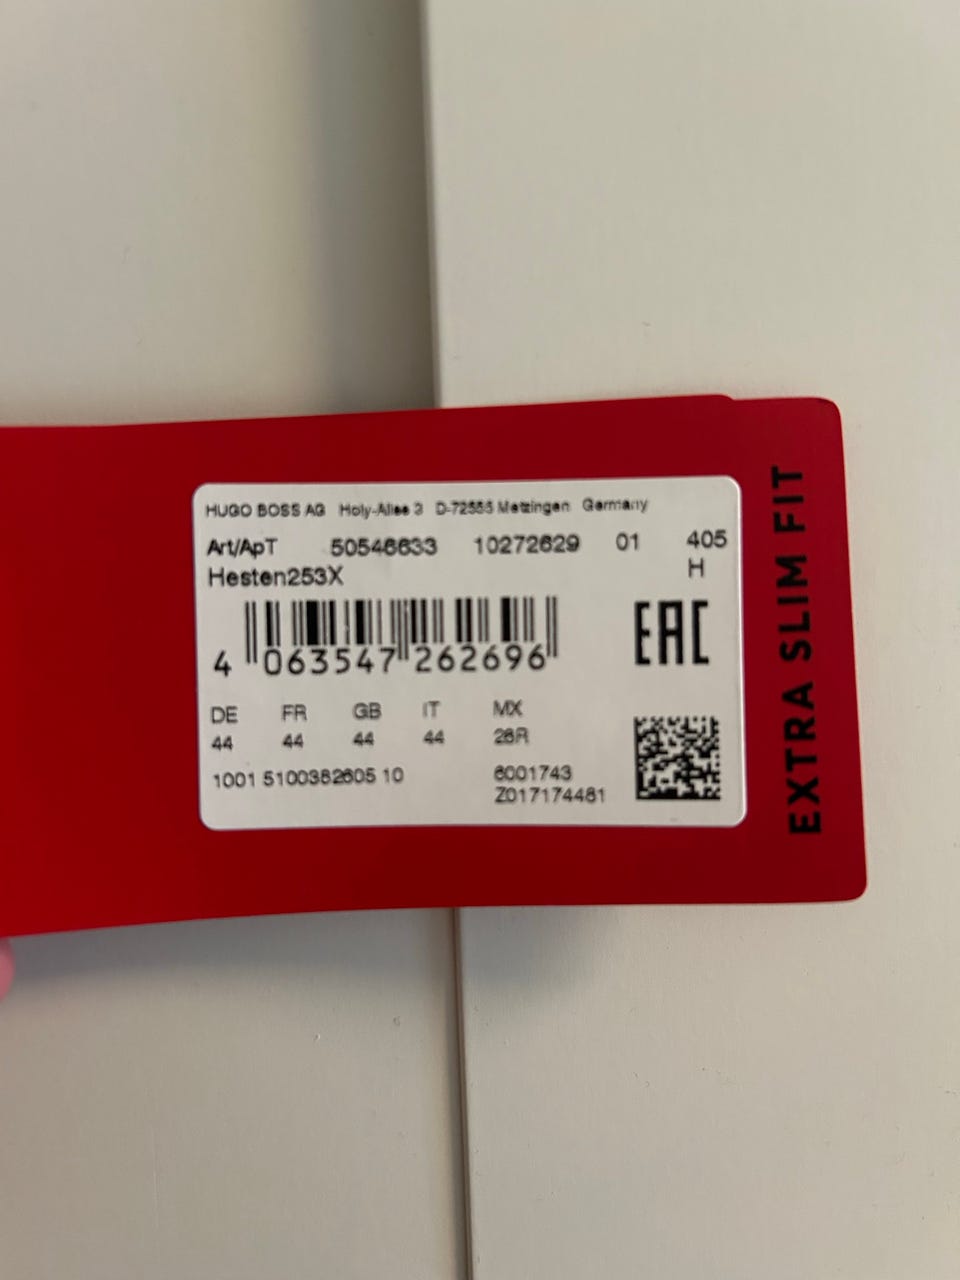 HUGO BOSS AG Holy-Allee 3 D-72555 Metzingen Germany
Art/ApT 50546633 10272629 01 405
Hesten253X H
EAC
4 063547 262696
DE FR GB IT MX
44 44 44 44 28R
1001 5100382605 10 6001743
Z017174481
EXTRA SLIM FIT